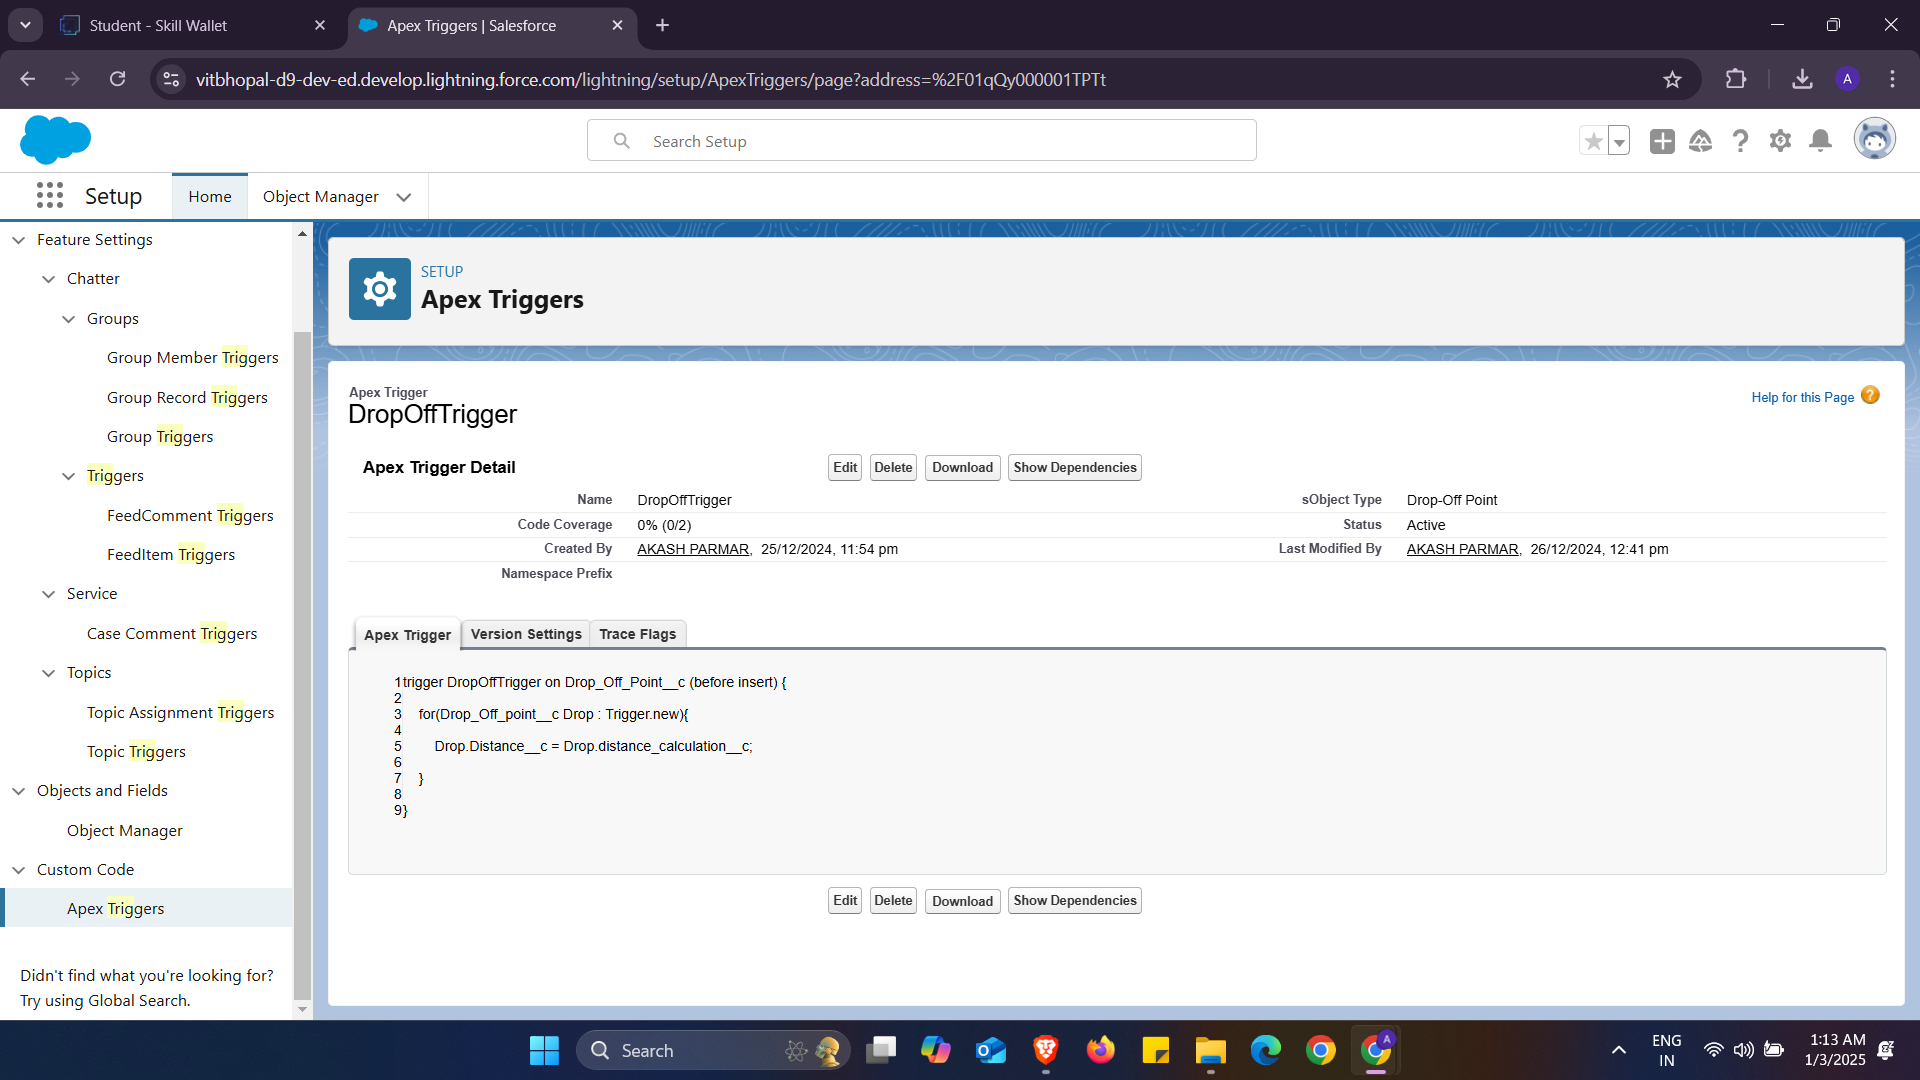 Student - Skill Wallet
Apex Triggers | Salesforce
vitbhopal-d9-dev-ed.develop.lightning.force.com/lightning/setup/ApexTriggers/page?address=%2F01qQy000001TPTt
A
Search Setup
Setup
Home
Object Manager
Feature Settings
Chatter
Groups
Group Member Triggers
Group Record Triggers
Group Triggers
Triggers
FeedComment Triggers
FeedItem Triggers
Service
Case Comment Triggers
Topics
Topic Assignment Triggers
Topic Triggers
Objects and Fields
Object Manager
Custom Code
Apex Triggers
Didn't find what you're looking for?
Try using Global Search.
SETUP
Apex Triggers
Apex Trigger
DropOffTrigger
Help for this Page ?
Apex Trigger Detail
Edit Delete Download Show Dependencies
Name DropOffTrigger sObject Type Drop-Off Point
Code Coverage 0% (0/2) Status Active
Created By AKASH PARMAR, 25/12/2024, 11:54 pm Last Modified By AKASH PARMAR, 26/12/2024, 12:41 pm
Namespace Prefix
Apex Trigger Version Settings Trace Flags
1 trigger DropOffTrigger on Drop_Off_Point__c (before insert) {
2
3 for(Drop_Off_point__c Drop : Trigger.new){
4
5 Drop.Distance__c = Drop.distance_calculation__c;
6
7 }
8
9 }
Edit Delete Download Show Dependencies
Search
A
ENG
IN
1:13 AM
1/3/2025